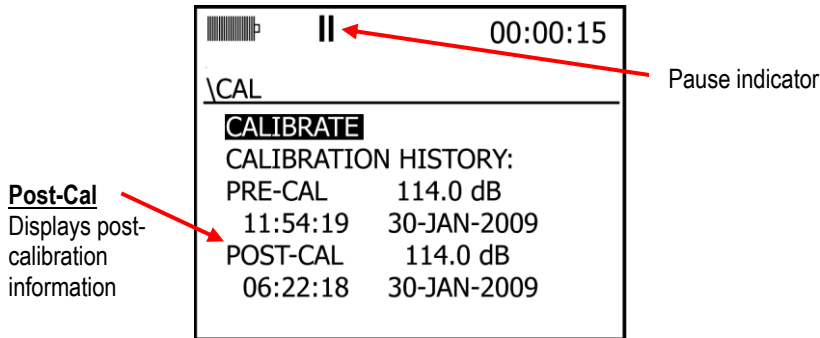 00:00:15
Pause indicator
\CAL
CALIBRATE
CALIBRATION HISTORY:
PRE-CAL 114.0 dB
11:54:19 30-JAN-2009
POST-CAL 114.0 dB
06:22:18 30-JAN-2009
Post-Cal
Displays post-
calibration
information